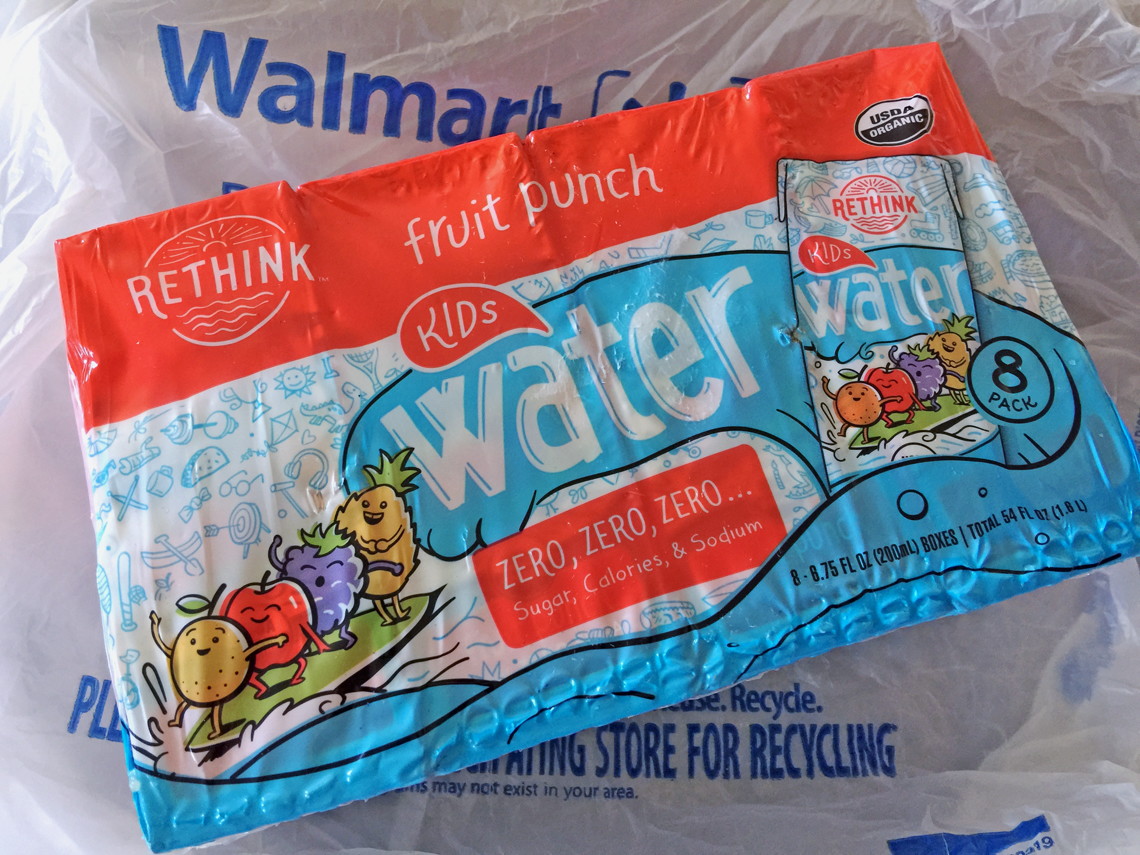 Walmart
USDA
ORGANIC
RETHINK
™
fruit punch
KIDS
water
RETHINK
KIDS
water
8
PACK
ZERO, ZERO, ZERO...
Sugar, Calories, & Sodium
8 - 6.75 FL OZ (200mL) BOXES | TOTAL 54 FL OZ (1.6 L)
Recycle.
STORE FOR RECYCLING
may not exist in your area.